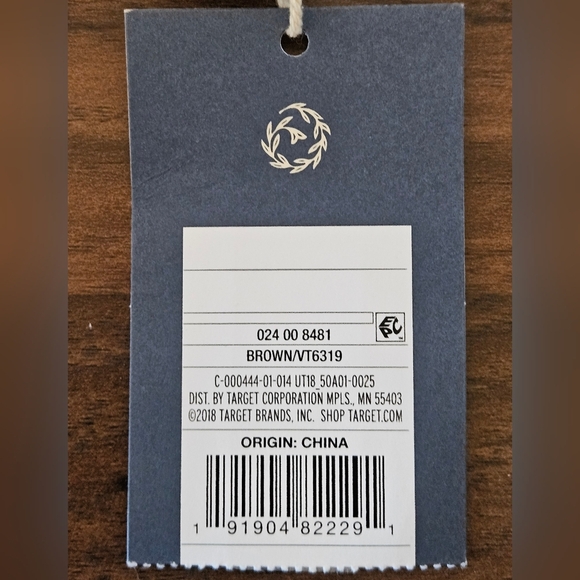 024 00 8481
EPC
BROWN/VT6319
C-000444-01-014 UT18_50A01-0025
DIST. BY TARGET CORPORATION MPLS., MN 55403
©2018 TARGET BRANDS, INC. SHOP TARGET.COM
ORIGIN: CHINA
1 91904 82229 1